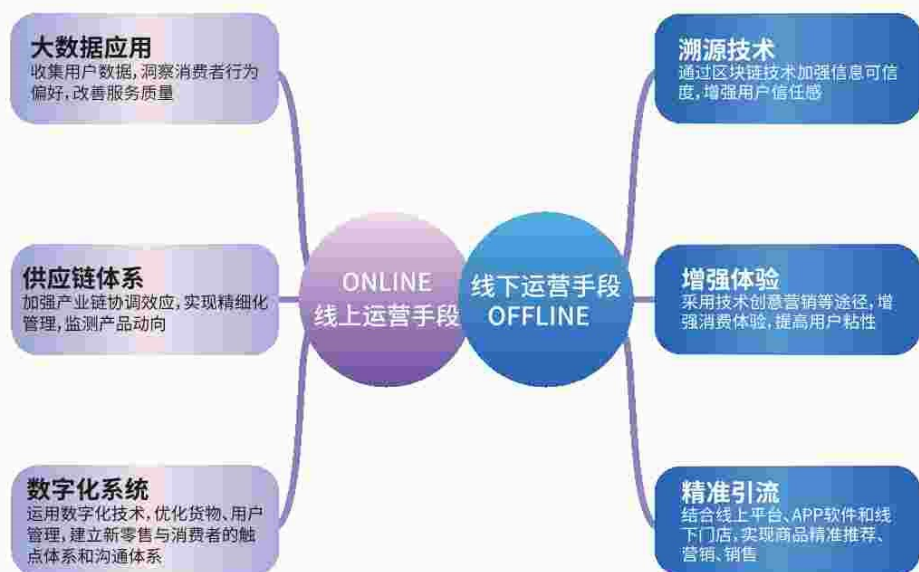 大数据应用
收集用户数据，洞察消费者行为
偏好，改善服务质量
供应链体系
加强产业链协调效应，实现精细化
管理，监测产品动向
数字化系统
运用数字化技术，优化货物、用户
管理，建立新零售与消费者的触
点体系和沟通体系
ONLINE
线上运营手段
线下运营手段
OFFLINE
溯源技术
通过区块链技术加强信息可信
度，增强用户信任感
增强体验
采用技术创意营销等途径，增
强消费体验，提高用户粘性
精准引流
结合线上平台、APP软件和线
下门店，实现商品精准推荐、
营销、销售